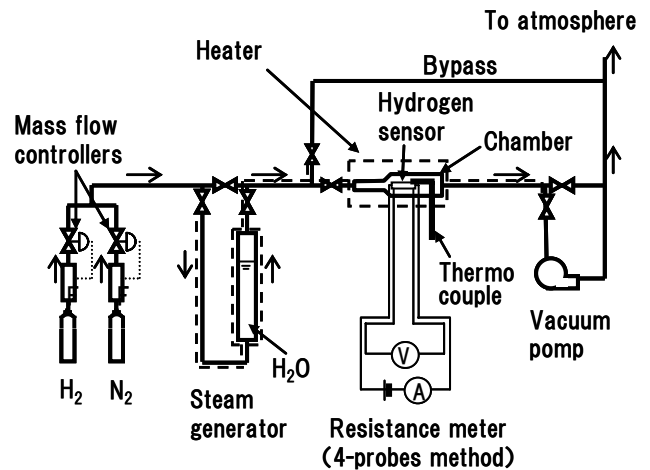 To atmosphere
Heater
Bypass
Hydrogen
sensor
Mass flow
controllers
Chamber
Thermo
couple
Vacuum
pomp
H₂
N₂
H₂O
Steam
generator
V
A
Resistance meter
(4-probes method)